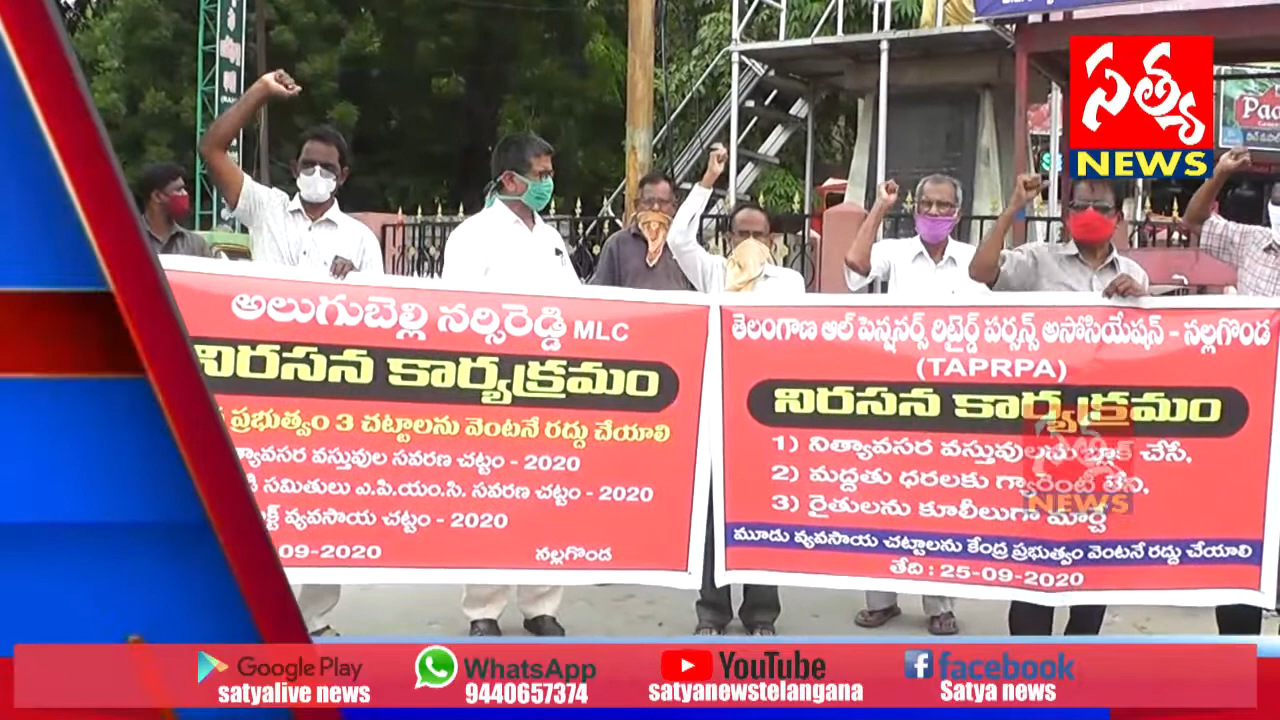 సత్య
NEWS
అలుగుబెల్లి నర్సిరెడ్డి MLC
నిరసన కార్యక్రమం
ప్రభుత్వం 3 చట్టాలను వెంటనే రద్దు చేయాలి
త్యావసర వస్తువుల సవరణ చట్టం - 2020
సమితులు ఎ.పి.యం.సి. సవరణ చట్టం - 2020
వ్యవసాయ చట్టం - 2020
09-2020 నల్లగొండ
తెలంగాణ ఆల్ పెన్షనర్స్ రిటైర్డ్ పర్సన్స్ అసోసియేషన్ - నల్లగొండ
(TAPRPA)
నిరసన కార్యక్రమం
1) నిత్యావసర వస్తువులను బ్లాక్ చేసే,
2) మద్దతు ధరలకు గ్యారంటీ లేని,
3) రైతులను కూలీలుగా మార్చే
మూడు వ్యవసాయ చట్టాలను కేంద్ర ప్రభుత్వం వెంటనే రద్దు చేయాలి
తేది : 25-09-2020
సత్య
NEWS
Google Play
satyalive news
WhatsApp
9440657374
YouTube
satyanewstelangana
facebook
Satya news